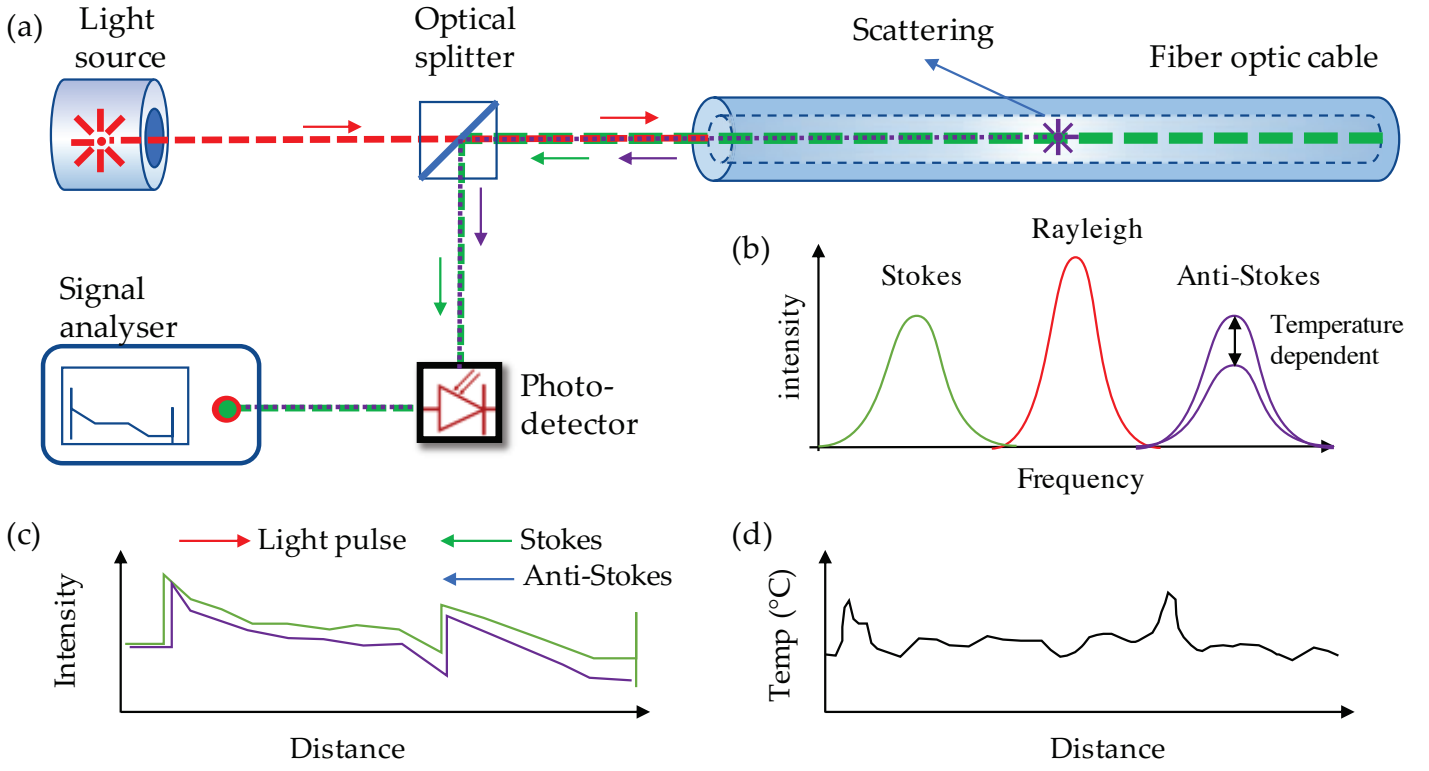 (a)
Light
source
Optical
splitter
Scattering
Fiber optic cable
Signal
analyser
Photo-
detector
(b)
Rayleigh
Stokes
Anti-Stokes
Temperature
dependent
intensity
Frequency
(c)
Light pulse
Stokes
Anti-Stokes
Intensity
Distance
(d)
Temp (°C)
Distance